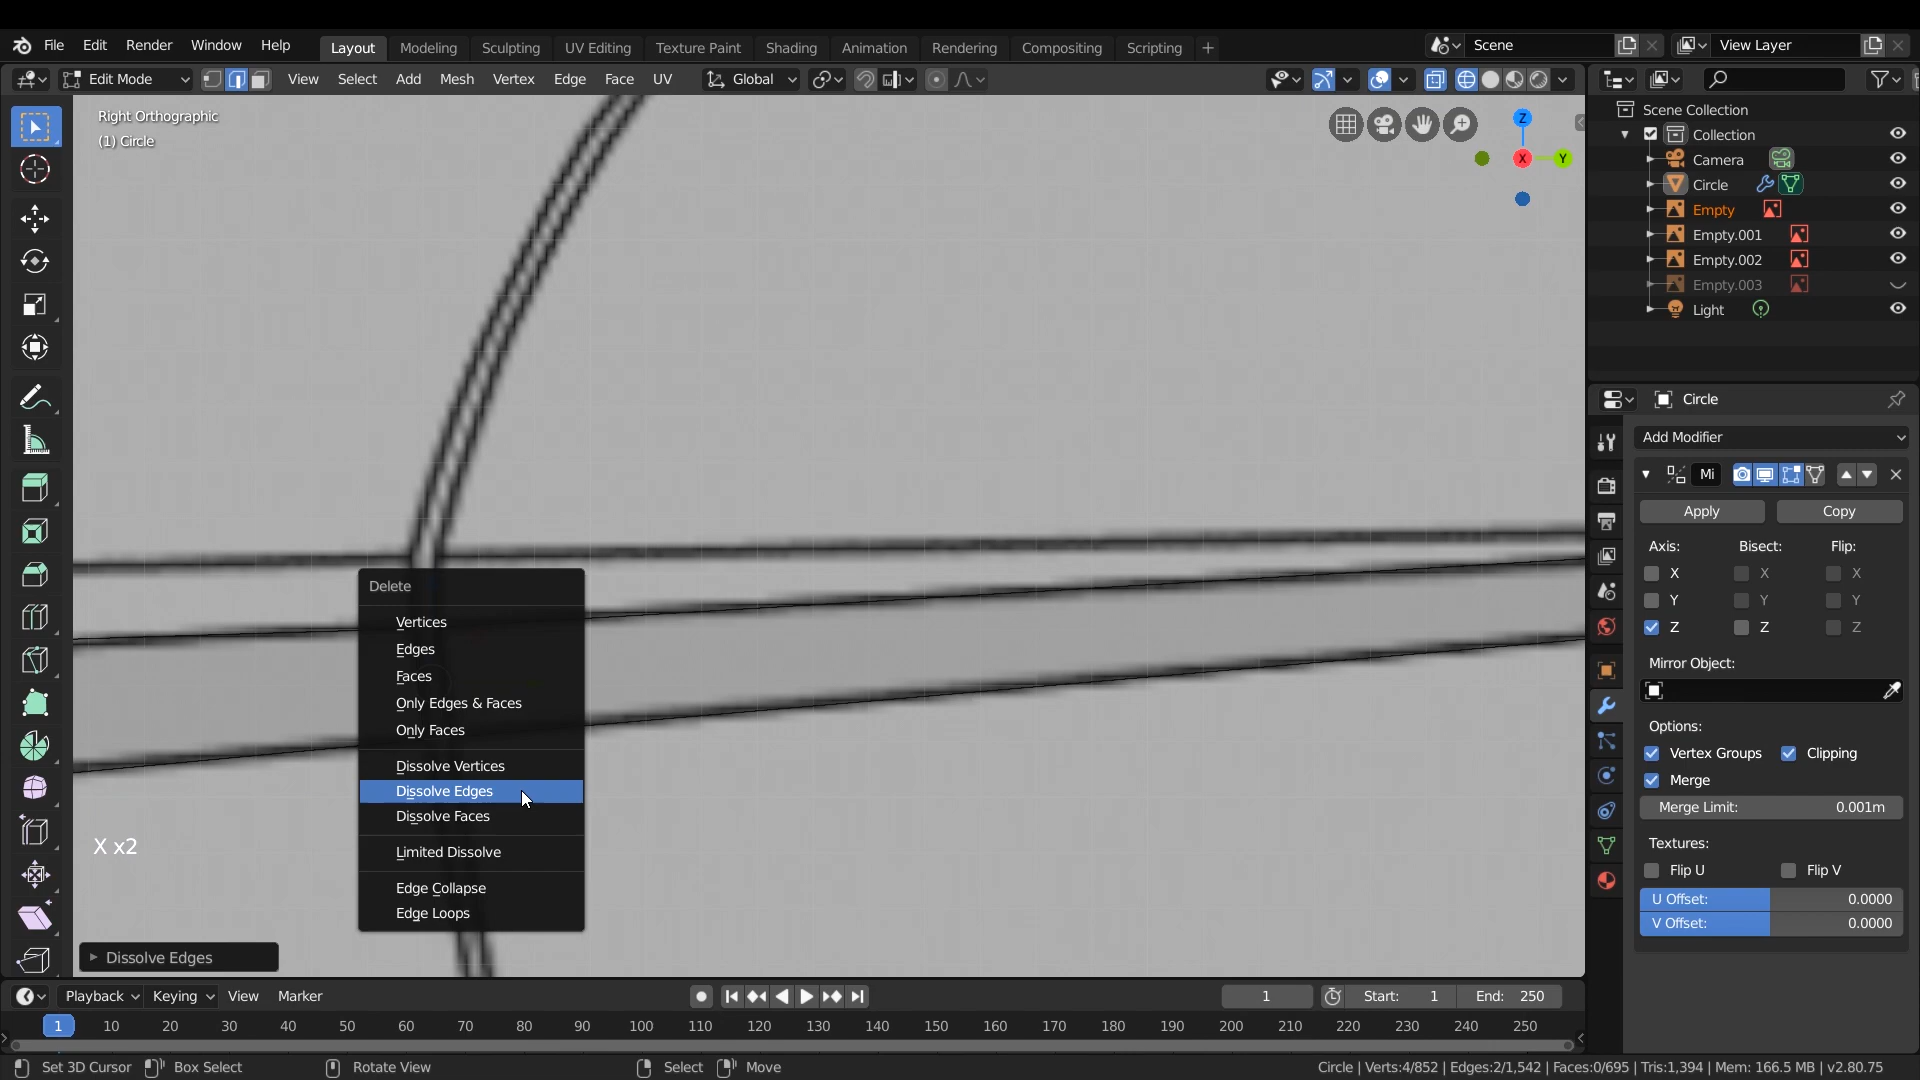 File Edit Render Window Help Layout Modeling Sculpting UV Editing Texture Paint Shading Animation Rendering Compositing Scripting + Scene View Layer
Edit Mode View Select Add Mesh Vertex Edge Face UV Global
Right Orthographic
(1) Circle
Z
X
Y
Scene Collection
Collection
Camera
Circle
Empty
Empty.001
Empty.002
Empty.003
Light
Circle
Add Modifier
Mi
Apply Copy
Axis: Bisect: Flip:
X X X
Y Y Y
Z Z Z
Mirror Object:
Options:
Vertex Groups Clipping
Merge
Merge Limit: 0.001m
Textures:
Flip U Flip V
U Offset: 0.0000
V Offset: 0.0000
Delete
Vertices
Edges
Faces
Only Edges & Faces
Only Faces
Dissolve Vertices
Dissolve Edges
Dissolve Faces
Limited Dissolve
Edge Collapse
Edge Loops
X x2
Dissolve Edges
Playback Keying View Marker 1 Start: 1 End: 250
1 10 20 30 40 50 60 70 80 90 100 110 120 130 140 150 160 170 180 190 200 210 220 230 240 250
Set 3D Cursor Box Select Rotate View Select Move Circle | Verts:4/852 | Edges:2/1,542 | Faces:0/695 | Tris:1,394 | Mem: 166.5 MB | v2.80.75